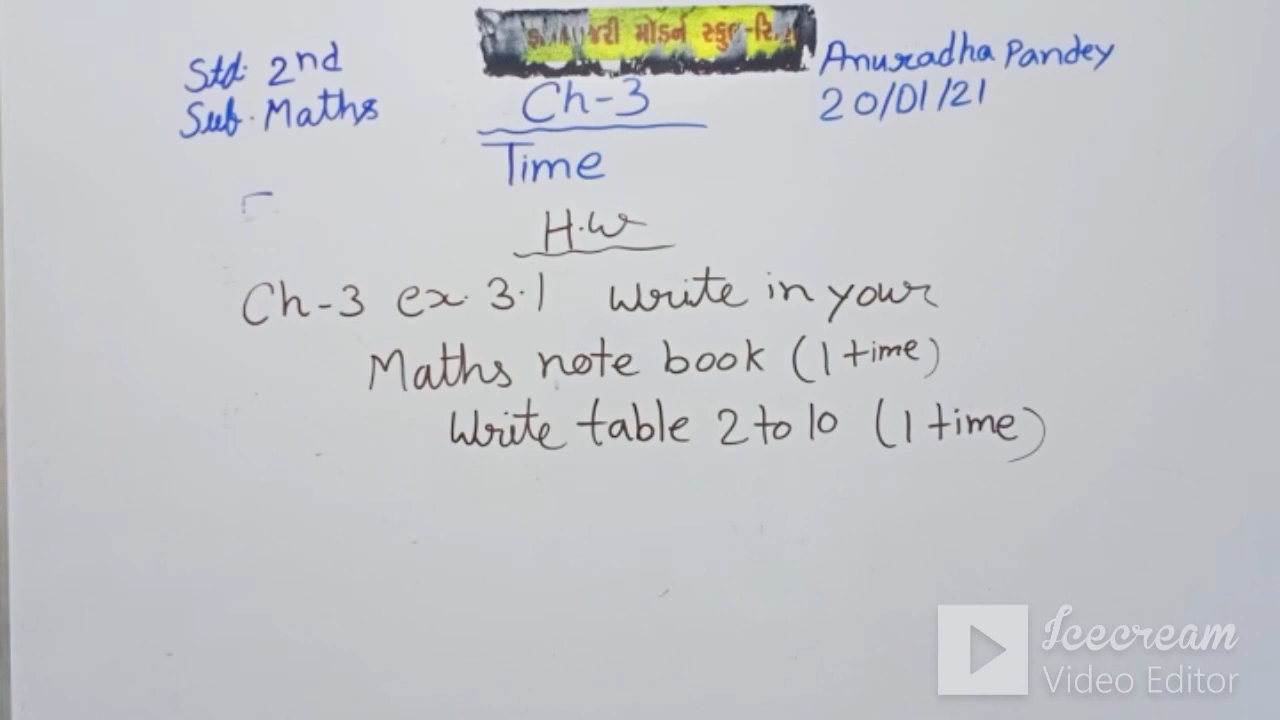 મોડર્ન સ્કુલ-રિ.
Std: 2nd
Anuradha Pandey
Sub. Maths
Ch-3
20/01/21
Time
H.W
Ch-3 ex. 3.1 write in your
Maths note book (1 time)
Write table 2 to 10 (1 time)
Icecream
Video Editor